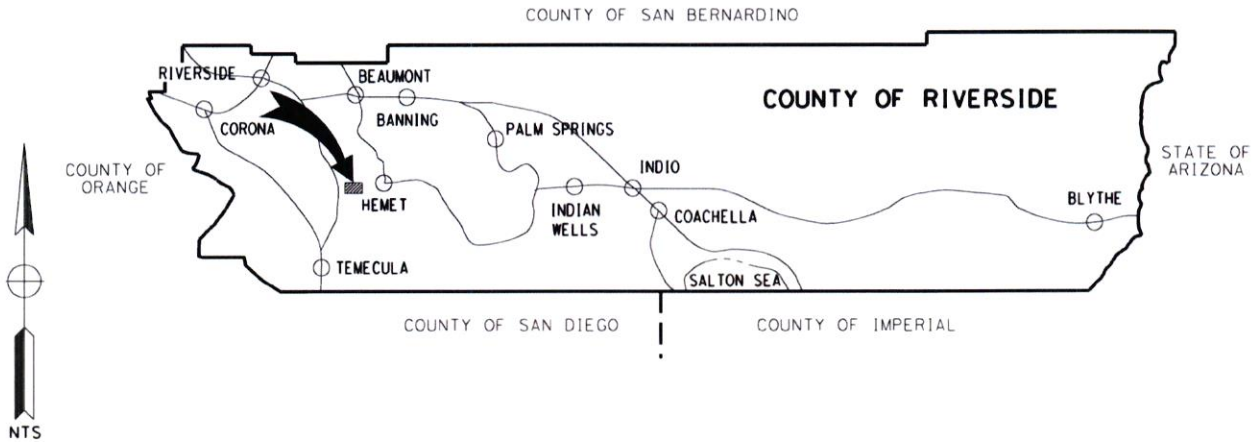 COUNTY OF SAN BERNARDINO
RIVERSIDE
BEAUMONT
COUNTY OF RIVERSIDE
CORONA
BANNING
PALM SPRINGS
COUNTY OF
ORANGE
STATE OF
ARIZONA
INDIO
HEMET
INDIAN
WELLS
COACHELLA
BLYTHE
TEMECULA
SALTON SEA
COUNTY OF SAN DIEGO
COUNTY OF IMPERIAL
NTS